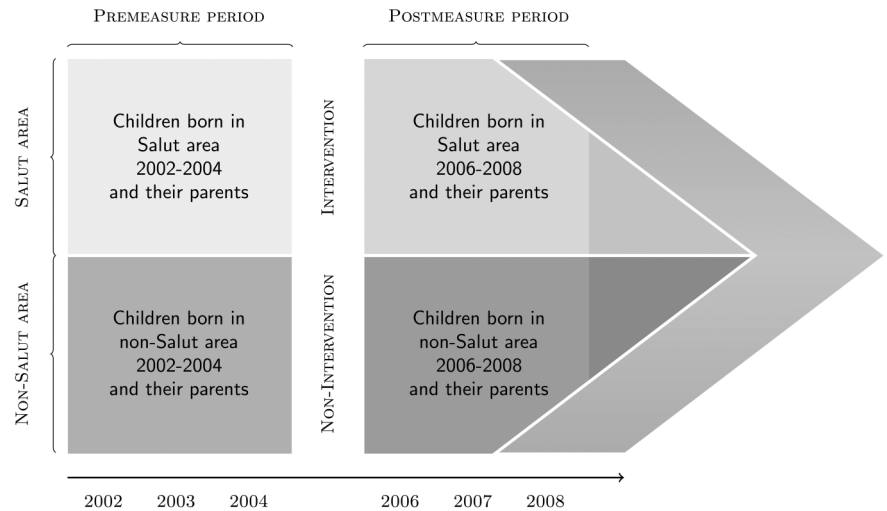 PREMEASURE PERIOD
POSTMEASURE PERIOD
SALUT AREA
Children born in
Salut area
2002-2004
and their parents
INTERVENTION
Children born in
Salut area
2006-2008
and their parents
NON-SALUT AREA
Children born in
non-Salut area
2002-2004
and their parents
NON-INTERVENTION
Children born in
non-Salut area
2006-2008
and their parents
2002 2003 2004 2006 2007 2008